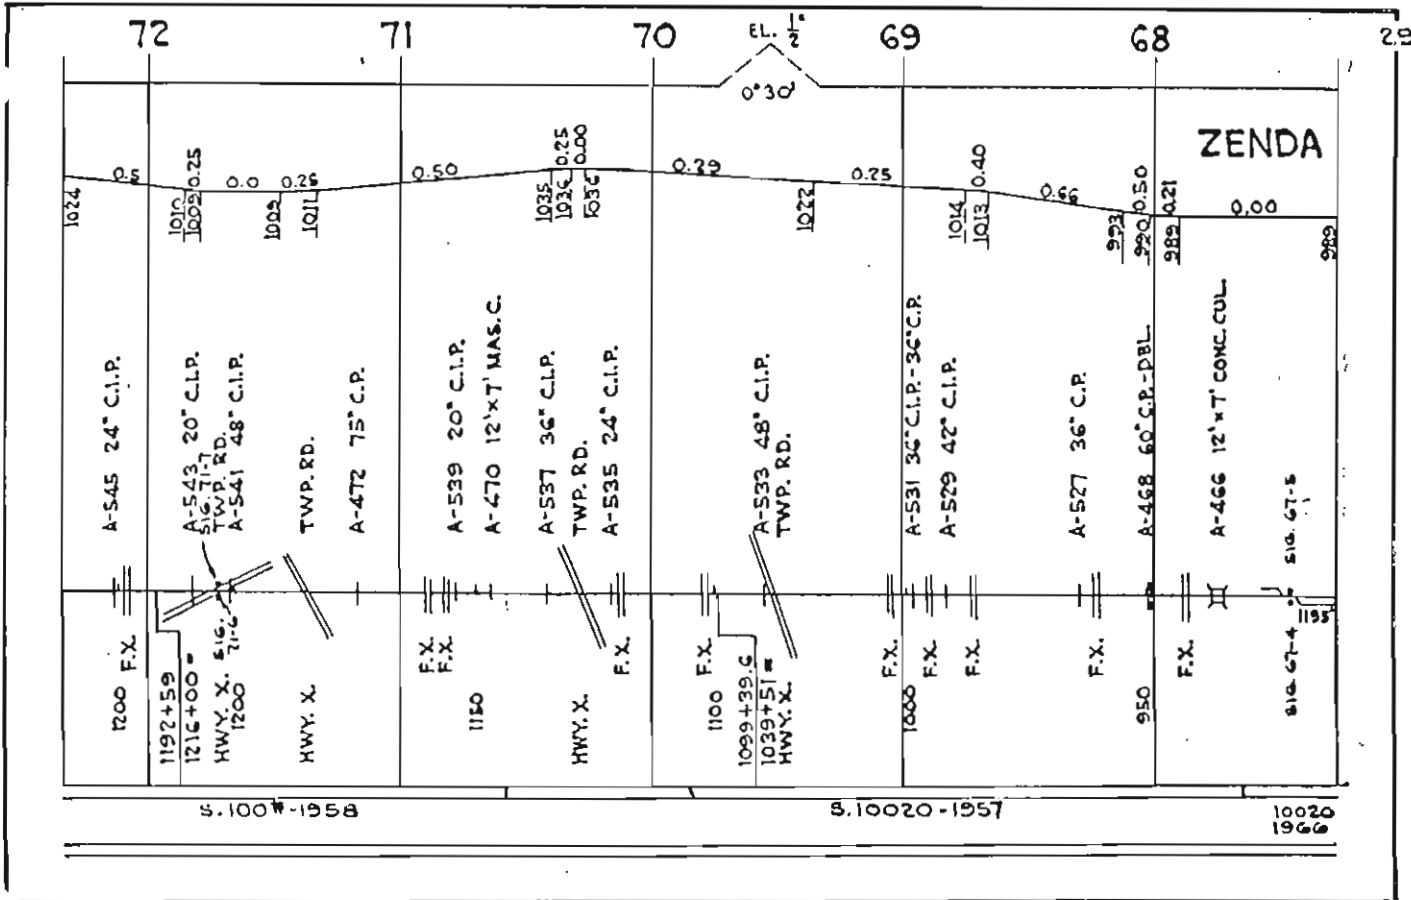 72 71 70 EL. 1/2" 69 68
0°30'
ZENDA
0.5 0.25 0.0 0.25 0.50 0.25 0.00 0.39 0.25 0.40 0.66 0.50 0.21 0.00
1024 1010 1009 1009 1011 1035 1036 1036 1022 1014 1013 993 990 989 989
A-545 24" C.I.P.
A-543 20" C.I.P.
SIG. 71-7
TWP. RD.
A-541 48" C.I.P.
TWP. RD.
A-472 75" C.P.
A-539 20" C.I.P.
A-470 12'x7' MAS.C.
A-537 36" C.I.P.
TWP. RD.
A-535 24" C.I.P.
A-533 48" C.I.P.
TWP. RD.
A-531 36" C.I.P.-36" C.P.
A-529 42" C.I.P.
A-527 36" C.P.
A-468 60" C.P.-DBL.
A-466 12'x7' CONC. CUL.
SIG. 67-5
1200
F.X.
1192+59
1216+00=
HWY. X.
SIG. 71-6
1200
HWY. X.
F.X.
F.X.
1150
HWY. X.
F.X.
F.X.
1100
1099+39.6
1039+51=
HWY. X.
F.X.
1000
F.X.
F.X.
F.X.
950
F.X.
SIG. 67-4
1195
S.100#-1958
S.10020-1957
10020
1966